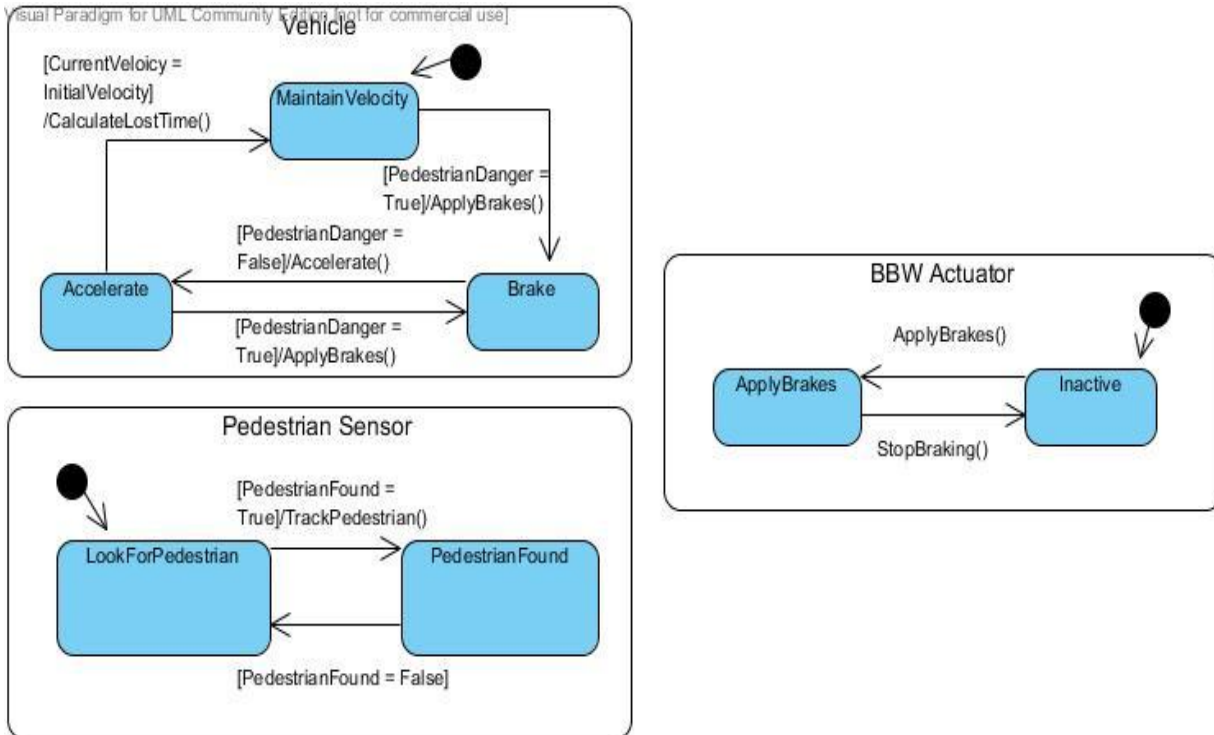 Visual Paradigm for UML Community Edition [not for commercial use]
Vehicle
[CurrentVeloicy =
InitialVelocity]
/CalculateLostTime()
MaintainVelocity
[PedestrianDanger =
True]/ApplyBrakes()
[PedestrianDanger =
False]/Accelerate()
Accelerate
Brake
[PedestrianDanger =
True]/ApplyBrakes()
BBW Actuator
ApplyBrakes()
ApplyBrakes
Inactive
StopBraking()
Pedestrian Sensor
[PedestrianFound =
True]/TrackPedestrian()
LookForPedestrian
PedestrianFound
[PedestrianFound = False]